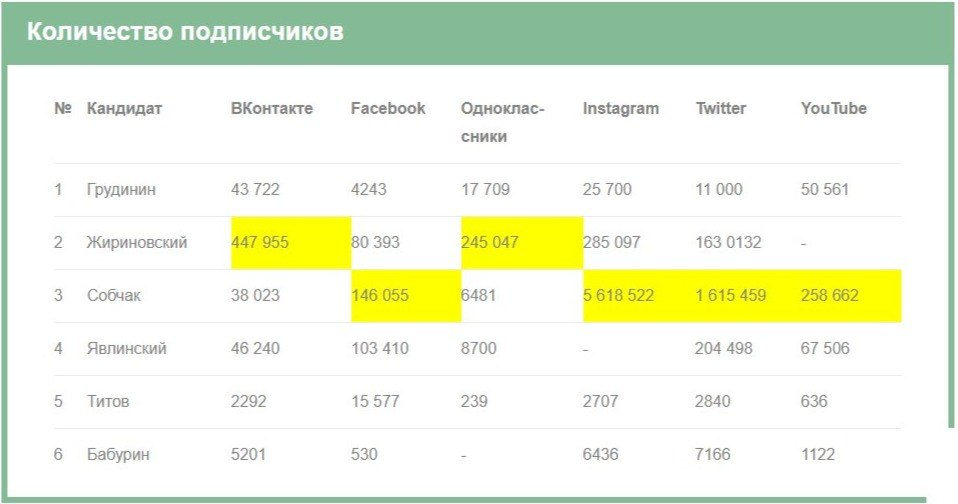 Количество подписчиков
№ Кандидат ВКонтакте Facebook Одноклас- Instagram Twitter YouTube
сники
1 Грудинин 43 722 4243 17 709 25 700 11 000 50 561
2 Жириновский 447 955 80 393 245 047 285 097 163 0132 -
3 Собчак 38 023 146 055 6481 5 618 522 1 615 459 258 662
4 Явлинский 46 240 103 410 8700 - 204 498 67 506
5 Титов 2292 15 577 239 2707 2840 636
6 Бабурин 5201 530 - 6436 7166 1122